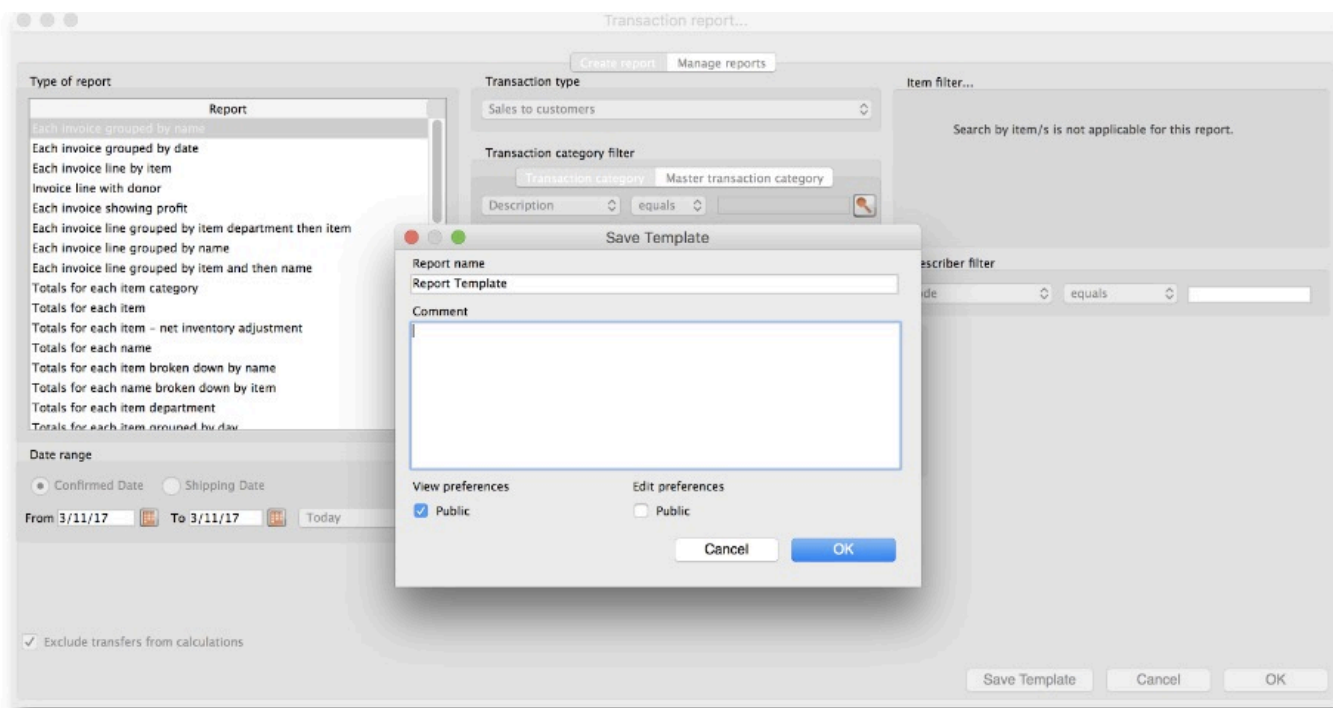 Transaction report...
Create report Manage reports
Type of report
Report
Each invoice grouped by name
Each invoice grouped by date
Each invoice line by item
Invoice line with donor
Each invoice showing profit
Each invoice line grouped by item department then item
Each invoice line grouped by name
Each invoice line grouped by item and then name
Totals for each item category
Totals for each item
Totals for each item – net inventory adjustment
Totals for each name
Totals for each item broken down by name
Totals for each name broken down by item
Totals for each item department
Totals for each item grouped by day
Transaction type
Sales to customers
Transaction category filter
Transaction category Master transaction category
Description equals
Item filter...
Search by item/s is not applicable for this report.
escriber filter
de equals
Date range
Confirmed Date Shipping Date
From 3/11/17 To 3/11/17 Today
Exclude transfers from calculations
Save Template Cancel OK
Save Template
Report name
Report Template
Comment
View preferences Edit preferences
Public Public
Cancel OK